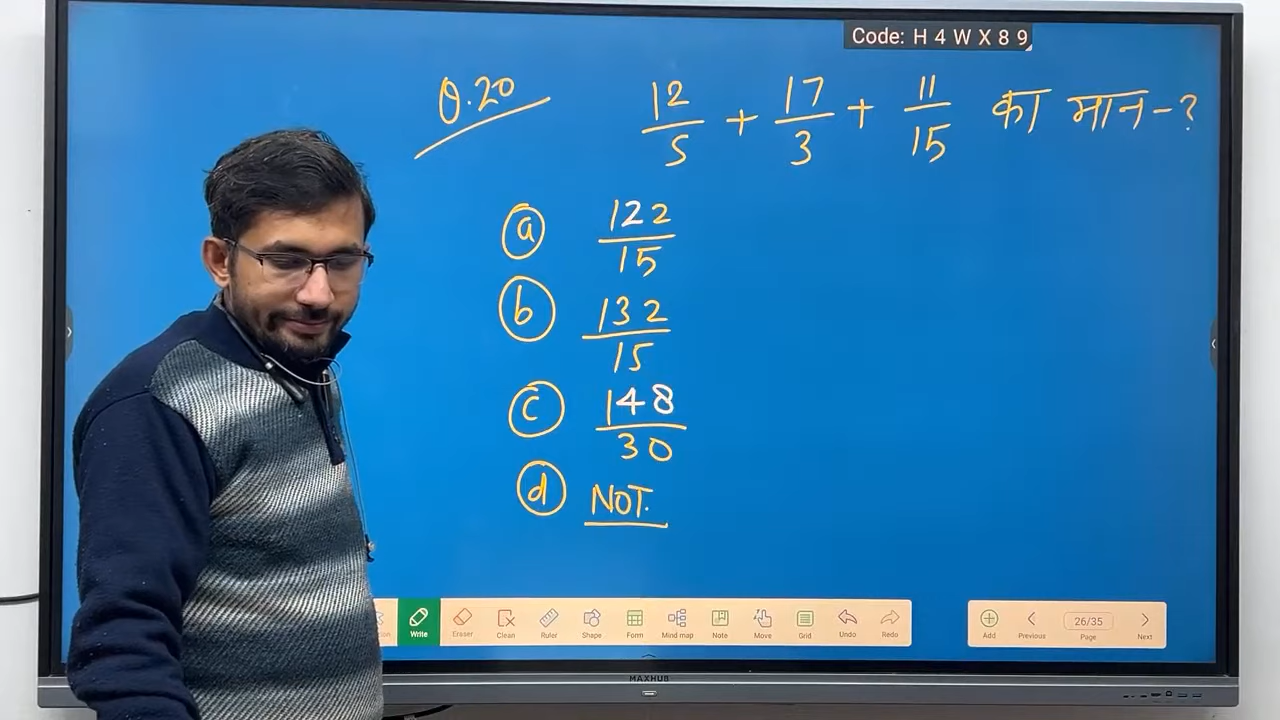 Code: H 4 W X 8 9
Q.20 12/5 + 17/3 + 11/15 का मान-?
a 122/15
b 132/15
c 148/30
d NOT.
Write Eraser Clean Ruler Shape Form Mind map Note Move Grid Undo Redo
Add Previous 26/35 Page Next
MAXHUB